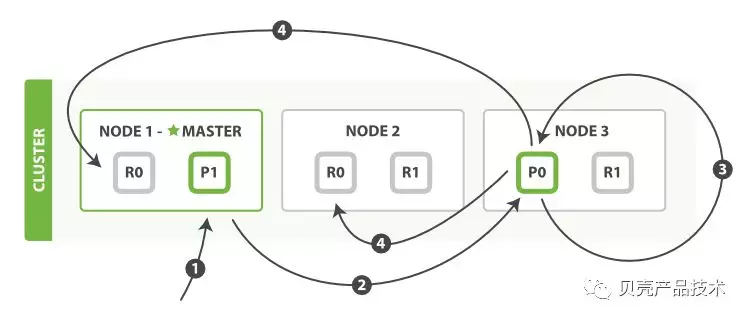 4
CLUSTER
NODE 1 - ★ MASTER
R0
P1
NODE 2
R0
R1
NODE 3
P0
R1
3
4
1
2
贝壳产品技术